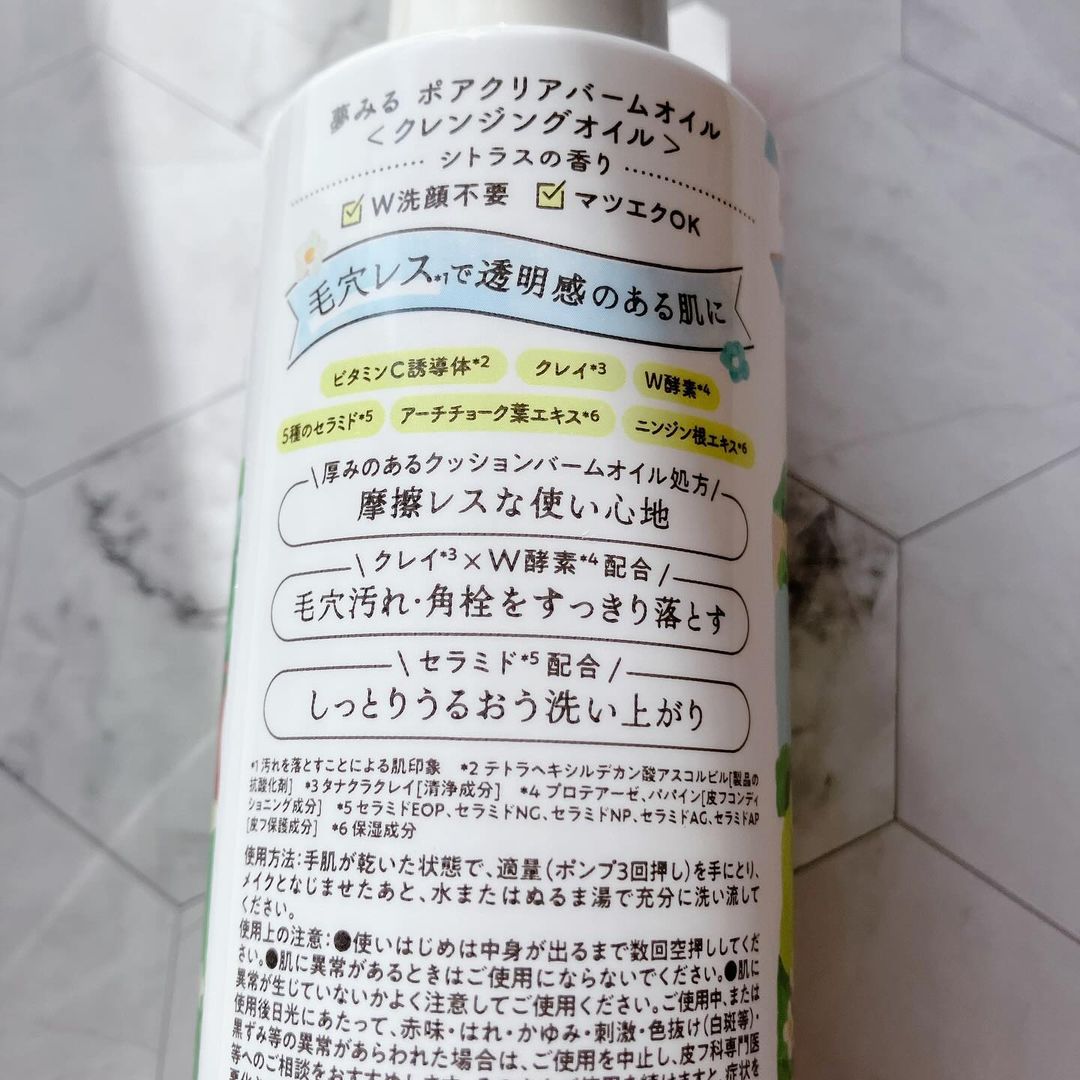 夢みる ポアクリアバームオイル
＜クレンジングオイル＞
シトラスの香り
W洗顔不要 マツエクOK
毛穴レス*1で透明感のある肌に
ビタミンC誘導体*2 クレイ*3 W酵素*4
5種のセラミド*5 アーチチョーク葉エキス*6 ニンジン根エキス*6
\厚みのあるクッションバームオイル処方/
摩擦レスな使い心地
\クレイ*3×W酵素*4配合/
毛穴汚れ・角栓をすっきり落とす
\セラミド*5配合/
しっとりうるおう洗い上がり
*1 汚れを落とすことによる肌印象 *2 テトラヘキシルデカン酸アスコルビル[製品の
抗酸化剤] *3 タナクラクレイ[清浄成分] *4 プロテアーゼ、パパイン[皮フコンディ
ショニング成分] *5 セラミドEOP、セラミドNG、セラミドNP、セラミドAG、セラミドAP
[皮フ保護成分] *6 保湿成分
使用方法：手肌が乾いた状態で、適量(ポンプ3回押し)を手にとり、
メイクとなじませたあと、水またはぬるま湯で充分に洗い流して
ください。
使用上の注意：●使いはじめは中身が出るまで数回空押ししてくだ
さい。●肌に異常があるときはご使用にならないでください。●肌に
異常が生じていないかよく注意してご使用ください。ご使用中、または
使用後日光にあたって、赤味・はれ・かゆみ・刺激・色抜け(白斑等)・
黒ずみ等の異常があらわれた場合は、ご使用を中止し、皮フ科専門医
等へのご相談をおすすめします。そのままご使用を続けますと、症状を